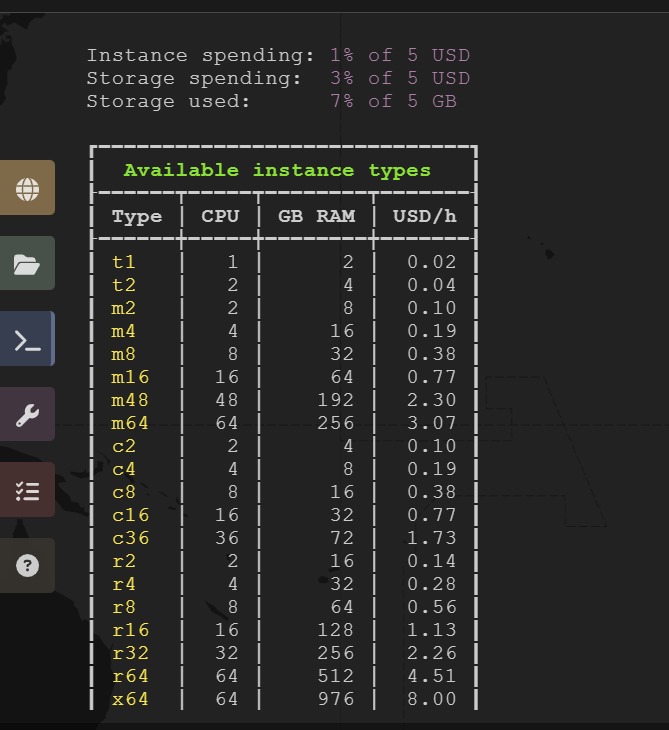 Instance spending: 1% of 5 USD
Storage spending: 3% of 5 USD
Storage used: 7% of 5 GB
Available instance types
Type CPU GB RAM USD/h
t1 1 2 0.02
t2 2 4 0.04
m2 2 8 0.10
m4 4 16 0.19
m8 8 32 0.38
m16 16 64 0.77
m48 48 192 2.30
m64 64 256 3.07
c2 2 4 0.10
c4 4 8 0.19
c8 8 16 0.38
c16 16 32 0.77
c36 36 72 1.73
r2 2 16 0.14
r4 4 32 0.28
r8 8 64 0.56
r16 16 128 1.13
r32 32 256 2.26
r64 64 512 4.51
x64 64 976 8.00